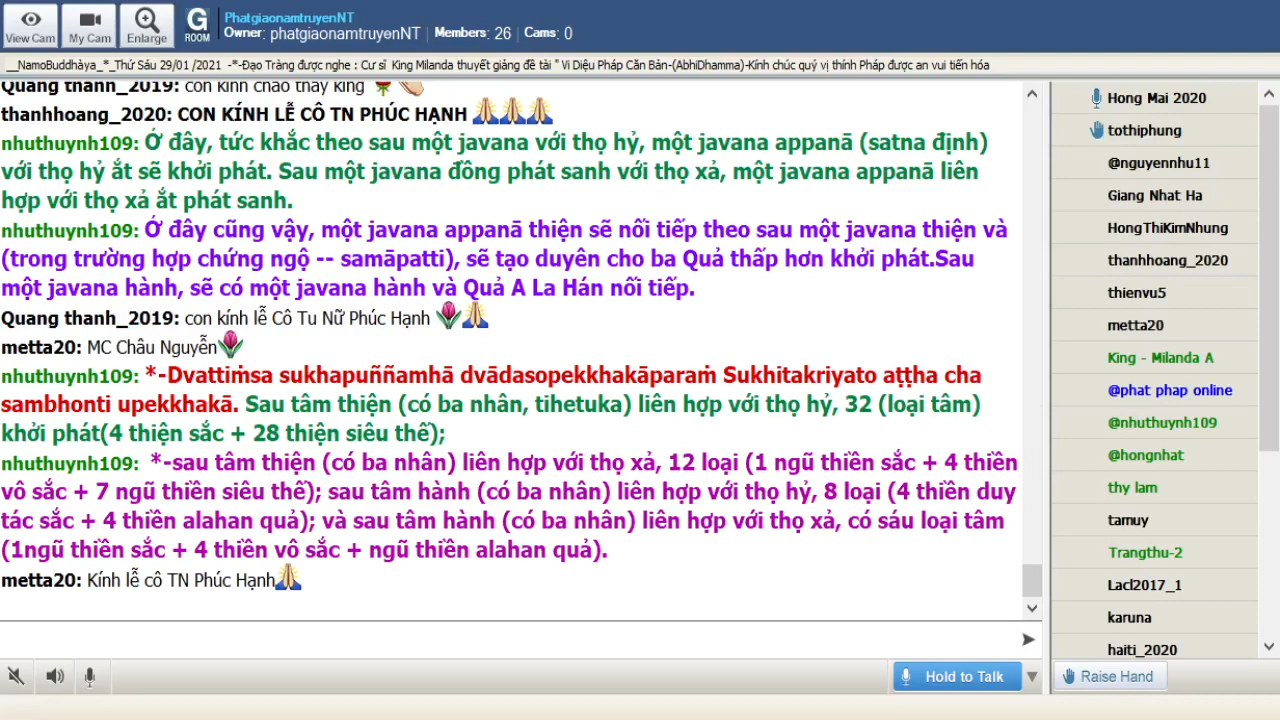 View Cam
My Cam
Enlarge
G
ROOM
PhatgiaonamtruyenNT
Owner: phatgiaonamtruyenNT | Members: 26 | Cams: 0
__NamoBuddhàya_*_Thứ Sáu 29/01 /2021 -*-Đạo Tràng được nghe : Cư sĩ King Milanda thuyết giảng đề tài " Vi Diệu Pháp Căn Bản-(AbhiDhamma)-Kính chúc quý vị thính Pháp được an vui tiến hóa
Quang thanh_2019: con kính chào thầy king
thanhhoang_2020: CON KÍNH LỄ CÔ TN PHÚC HẠNH
nhuthuynh109: Ở đây, tức khắc theo sau một javana với thọ hỷ, một javana appanā (satna định)
với thọ hỷ ắt sẽ khởi phát. Sau một javana đồng phát sanh với thọ xả, một javana appanā liên
hợp với thọ xả ắt phát sanh.
nhuthuynh109: Ở đây cũng vậy, một javana appanā thiện sẽ nối tiếp theo sau một javana thiện và
(trong trường hợp chứng ngộ -- samāpatti), sẽ tạo duyên cho ba Quả thấp hơn khởi phát.Sau
một javana hành, sẽ có một javana hành và Quả A La Hán nối tiếp.
Quang thanh_2019: con kính lễ Cô Tu Nữ Phúc Hạnh
metta20: MC Châu Nguyễn
nhuthuynh109: *-Dvattiṁsa sukhapuññamhā dvādasopekkhakāparaṁ Sukhitakriyato aṭṭha cha
sambhonti upekkhakā. Sau tâm thiện (có ba nhân, tihetuka) liên hợp với thọ hỷ, 32 (loại tâm)
khởi phát(4 thiện sắc + 28 thiện siêu thế);
nhuthuynh109: *-sau tâm thiện (có ba nhân) liên hợp với thọ xả, 12 loại (1 ngũ thiền sắc + 4 thiền
vô sắc + 7 ngũ thiền siêu thế); sau tâm hành (có ba nhân) liên hợp với thọ hỷ, 8 loại (4 thiền duy
tác sắc + 4 thiền alahan quả); và sau tâm hành (có ba nhân) liên hợp với thọ xả, có sáu loại tâm
(1ngũ thiền sắc + 4 thiền vô sắc + ngũ thiền alahan quả).
metta20: Kính lễ cô TN Phúc Hạnh
Hold to Talk
Hong Mai 2020
tothiphung
@nguyennhu11
Giang Nhat Ha
HongThiKimNhung
thanhhoang_2020
thienvu5
metta20
King - Milanda A
@phat phap online
@nhuthuynh109
@hongnhat
thy lam
tamuy
Trangthu-2
Lacl2017_1
karuna
haiti_2020
Raise Hand